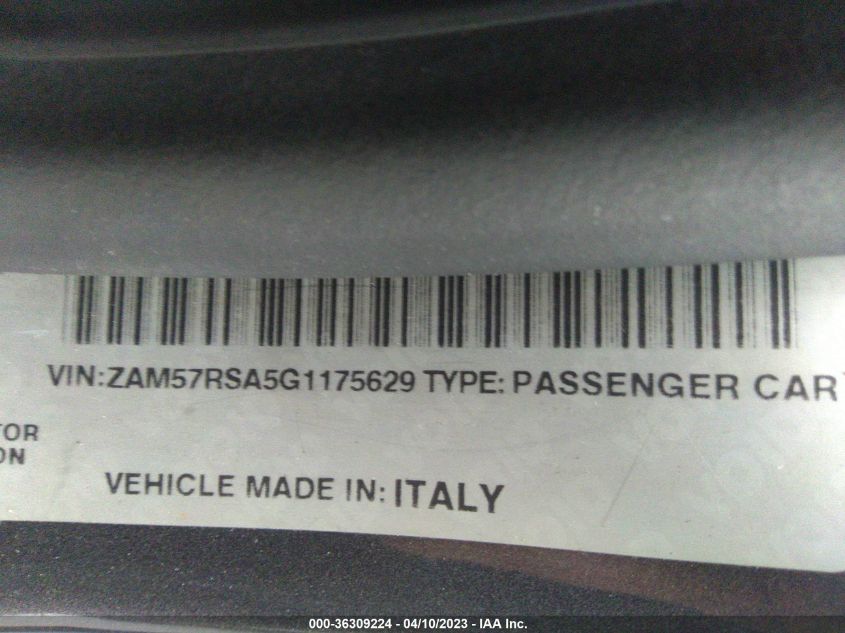 VIN:ZAM57RSA5G1175629 TYPE: PASSENGER CAR
TOR
ON
VEHICLE MADE IN: ITALY
000-36309224 - 04/10/2023 - IAA Inc.